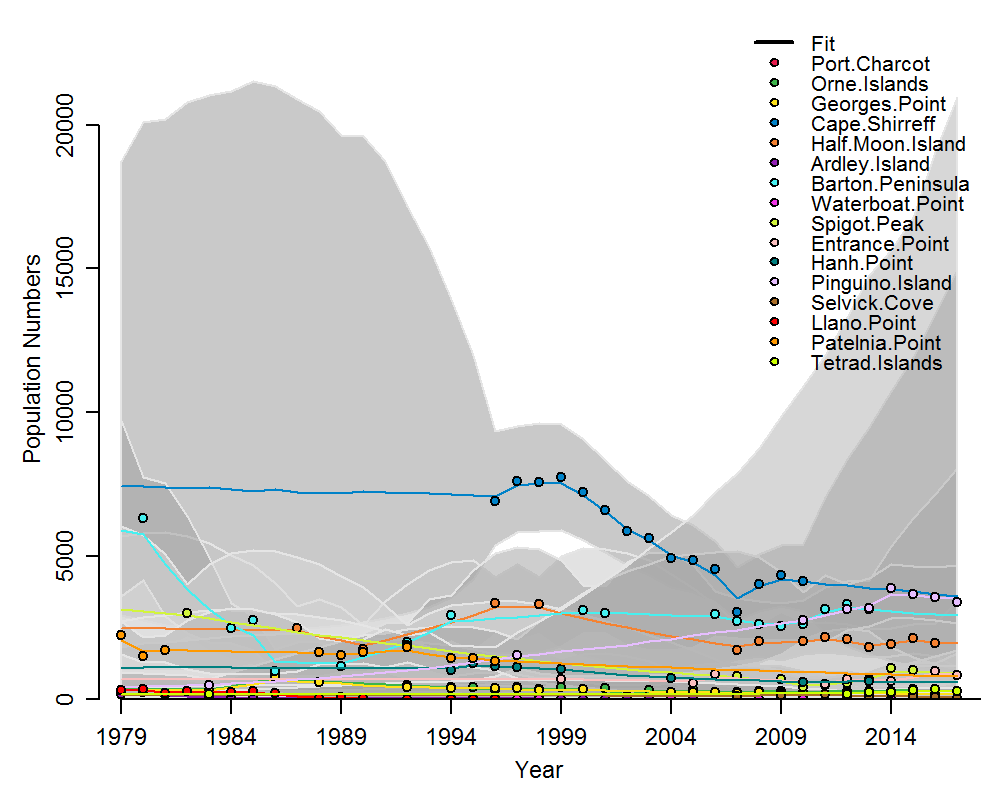 Fit
Port.Charcot
Orne.Islands
Georges.Point
Cape.Shirreff
Half.Moon.Island
Ardley.Island
Barton.Peninsula
Waterboat.Point
Spigot.Peak
Entrance.Point
Hanh.Point
Pinguino.Island
Selvick.Cove
Llano.Point
Patelnia.Point
Tetrad.Islands
Population Numbers
20000
15000
10000
5000
0
1979 1984 1989 1994 1999 2004 2009 2014
Year